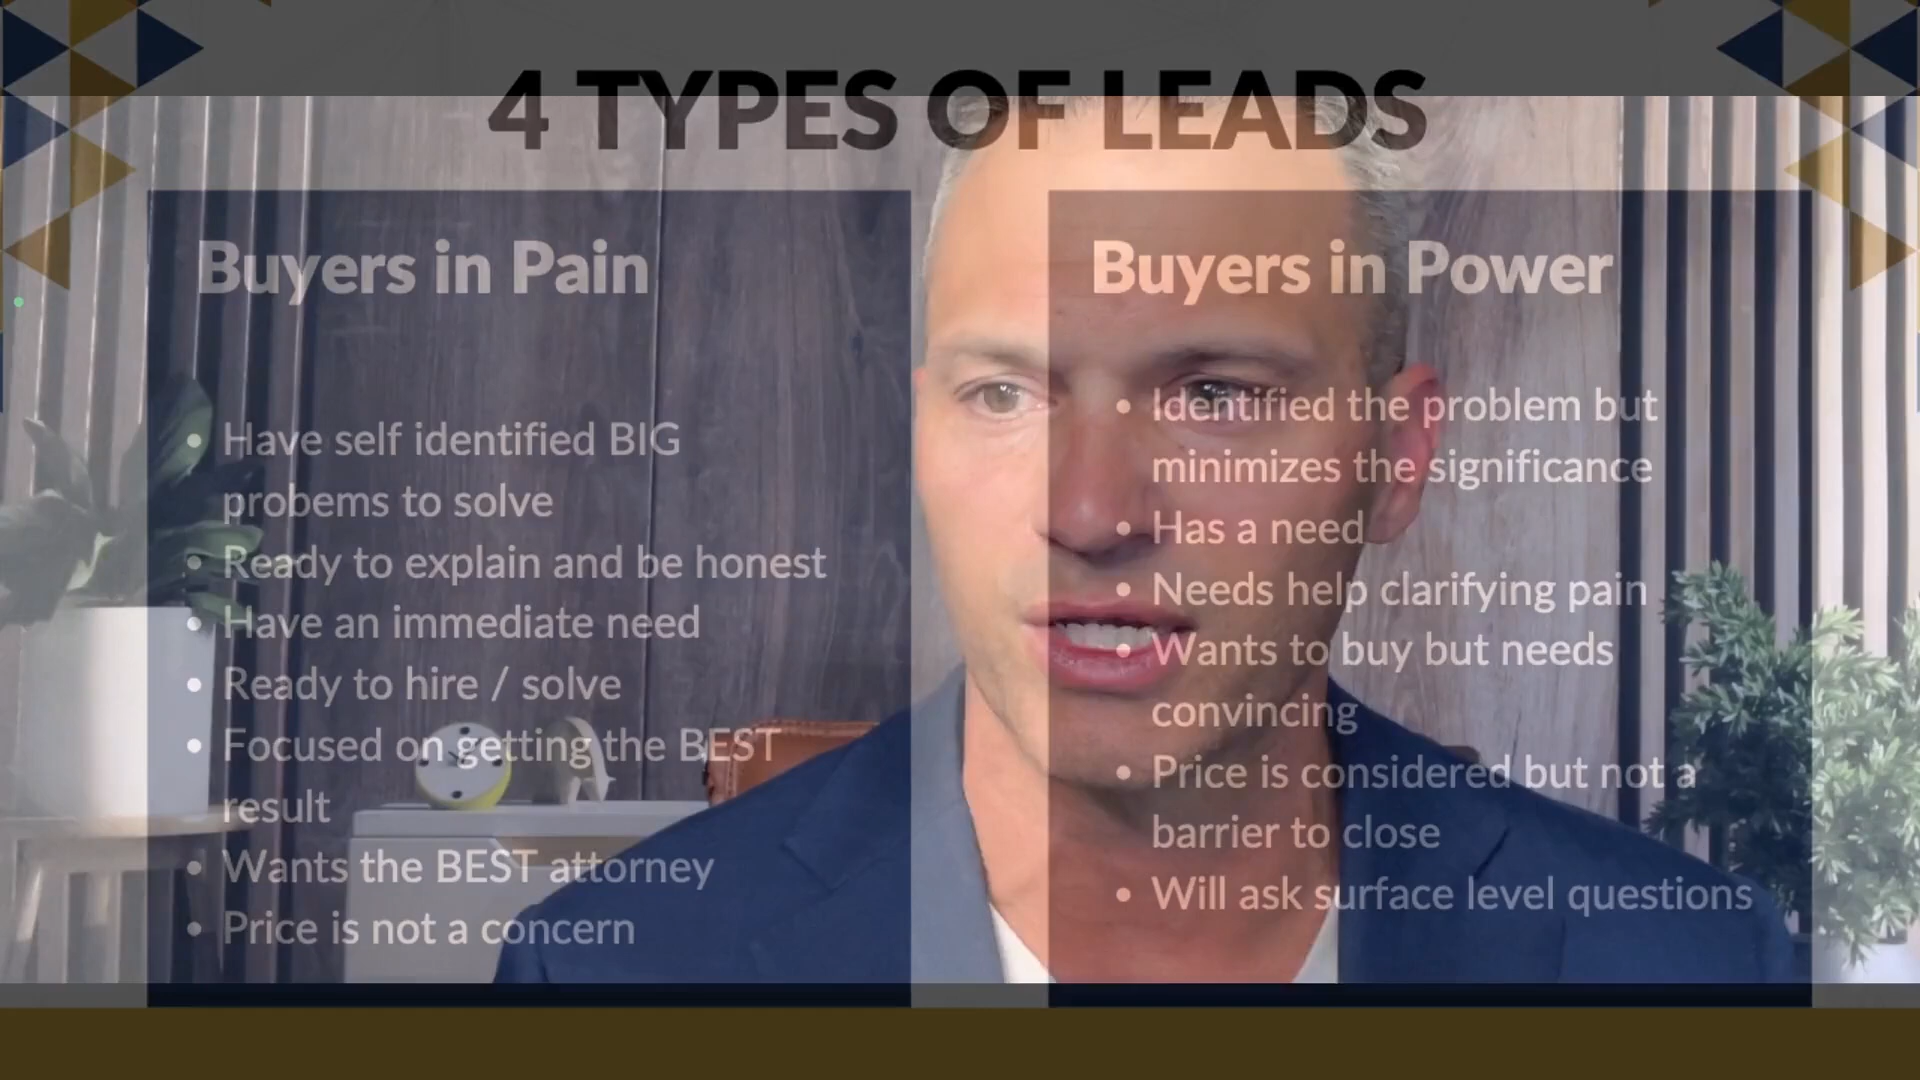 4 TYPES OF LEADS
Buyers in Pain
• Have self identified BIG
probems to solve
• Ready to explain and be honest
• Have an immediate need
• Ready to hire / solve
• Focused on getting the BEST
result
• Wants the BEST attorney
• Price is not a concern
Buyers in Power
• Identified the problem but
minimizes the significance
• Has a need
• Needs help clarifying pain
• Wants to buy but needs
convincing
• Price is considered but not a
barrier to close
• Will ask surface level questions